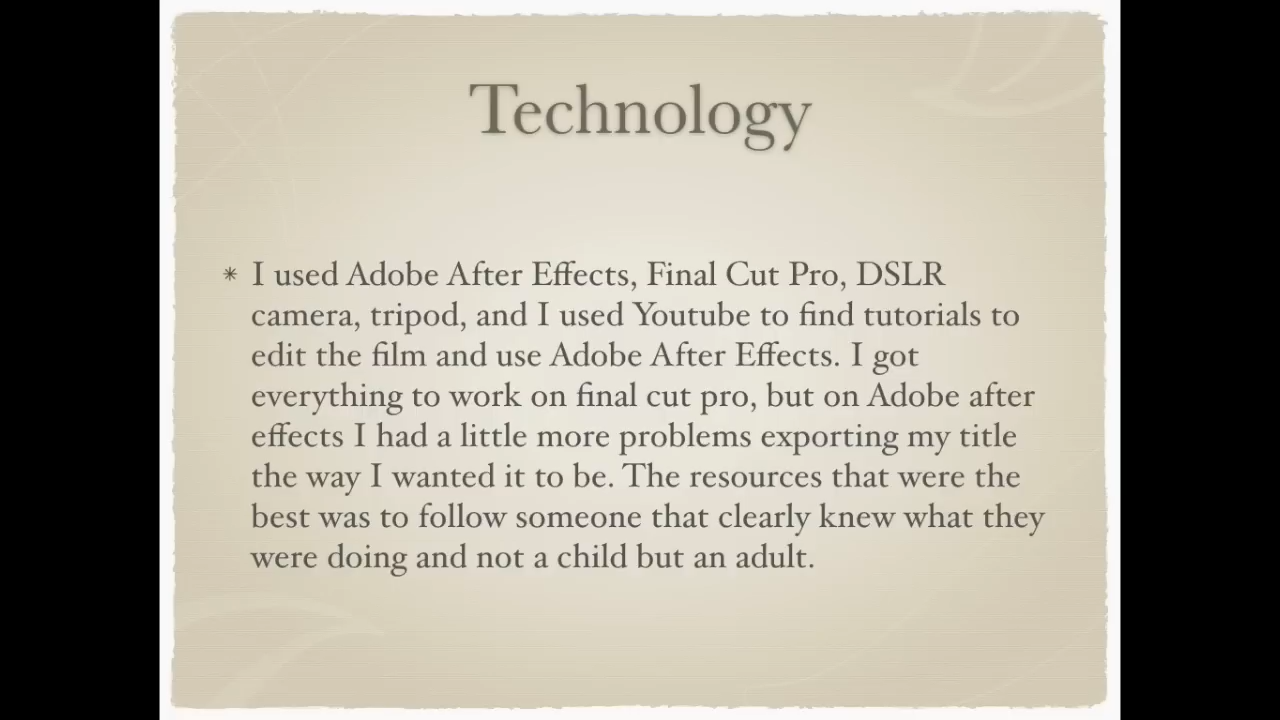 Technology
* I used Adobe After Effects, Final Cut Pro, DSLR
camera, tripod, and I used Youtube to find tutorials to
edit the film and use Adobe After Effects. I got
everything to work on final cut pro, but on Adobe after
effects I had a little more problems exporting my title
the way I wanted it to be. The resources that were the
best was to follow someone that clearly knew what they
were doing and not a child but an adult.